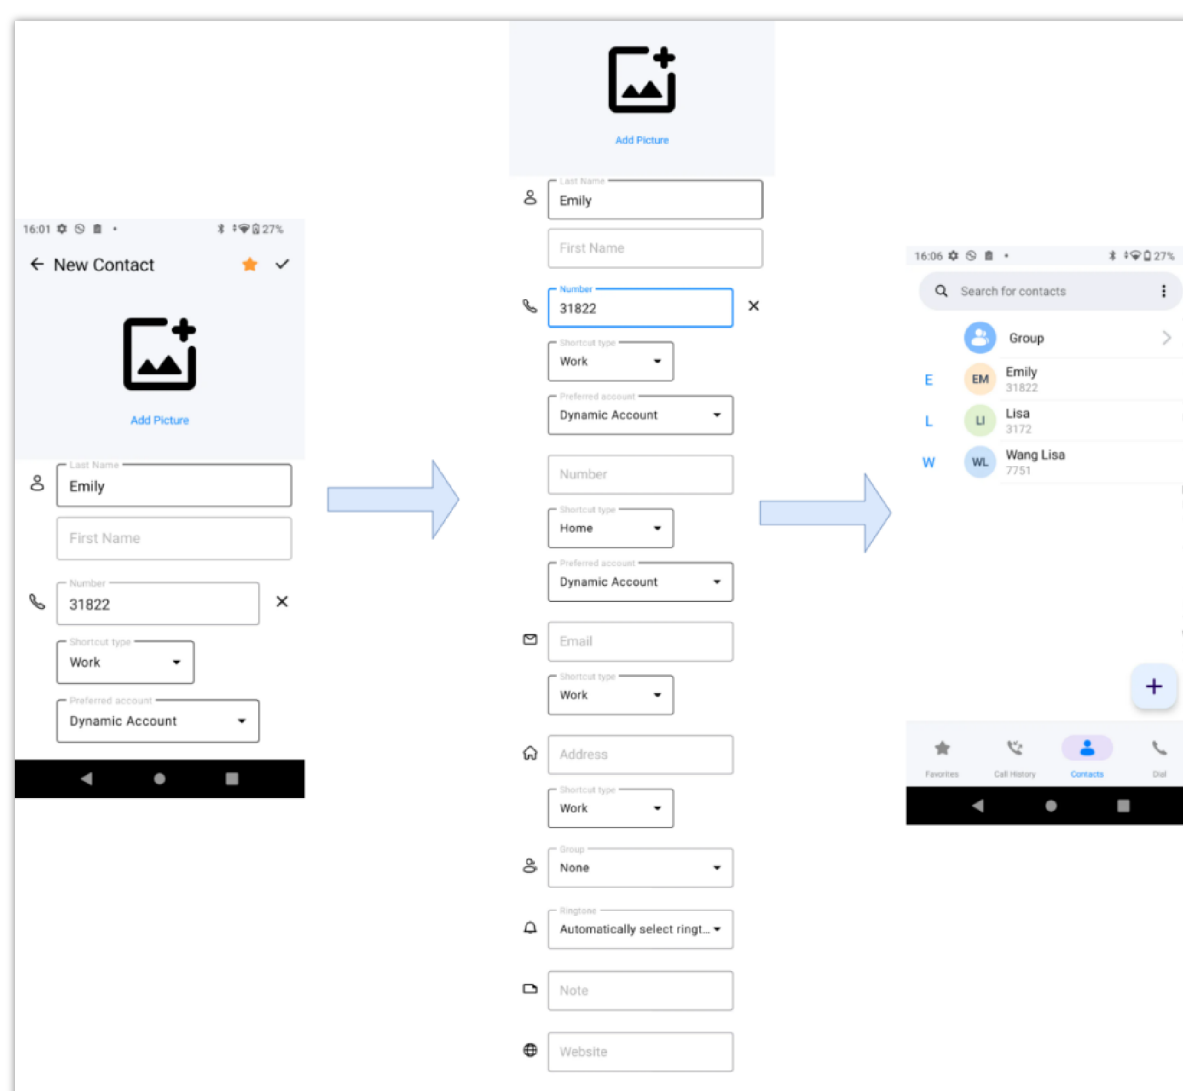 16:01
27%
New Contact
Add Picture
Last Name
Emily
First Name
Number
31822
Shortcut type
Work
Preferred account
Dynamic Account
Add Picture
Last Name
Emily
First Name
Number
31822
Shortcut type
Work
Preferred account
Dynamic Account
Number
Shortcut type
Home
Preferred account
Dynamic Account
Email
Shortcut type
Work
Address
Shortcut type
Work
Group
None
Ringtone
Automatically select ringt...
Note
Website
16:06
27%
Search for contacts
Group
E
EM
Emily
31822
L
LI
Lisa
3172
W
WL
Wang Lisa
7751
Favorites
Call History
Contacts
Dial